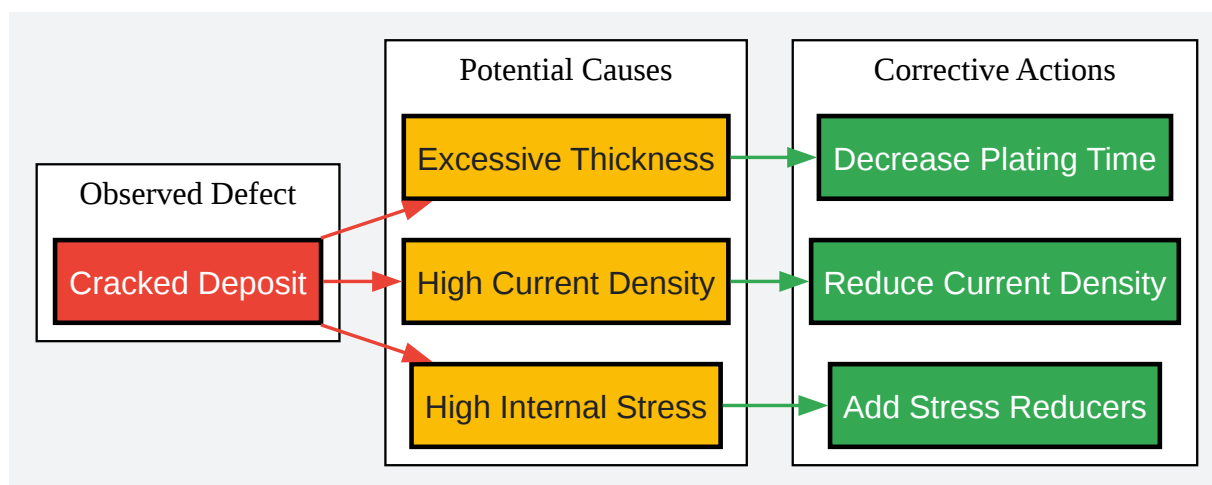 Observed Defect
Cracked Deposit
Potential Causes
Excessive Thickness
High Current Density
High Internal Stress
Corrective Actions
Decrease Plating Time
Reduce Current Density
Add Stress Reducers